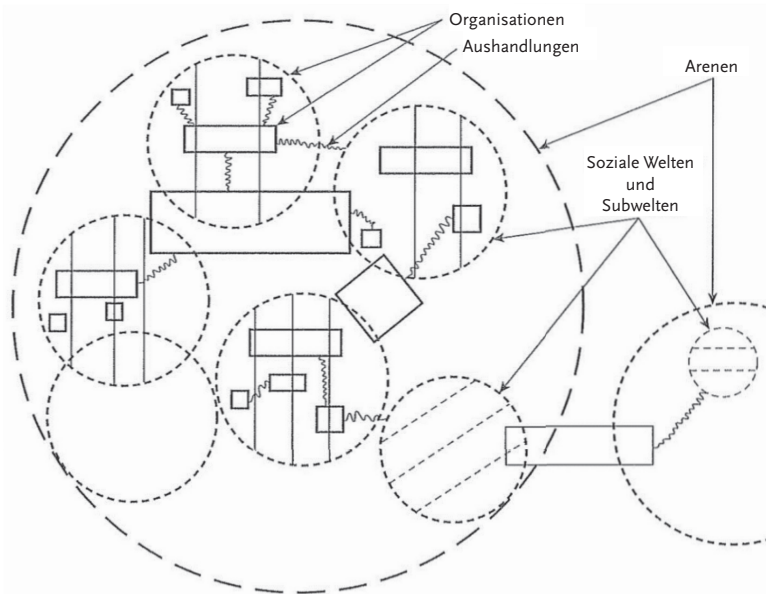 Organisationen
Aushandlungen
Arenen
Soziale Welten
und
Subwelten